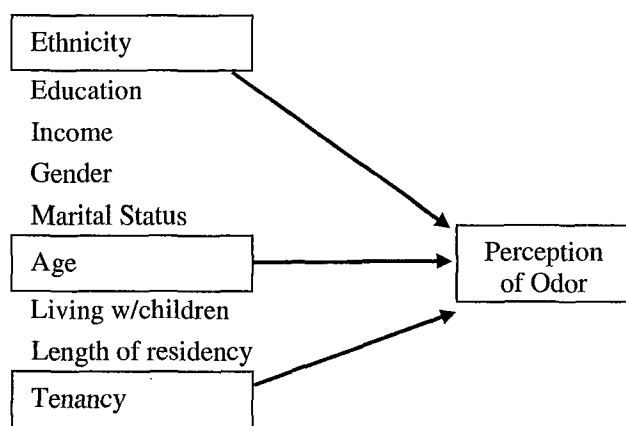 Ethnicity
Education
Income
Gender
Marital Status
Age
Living w/children
Length of residency
Tenancy
Perception
of Odor